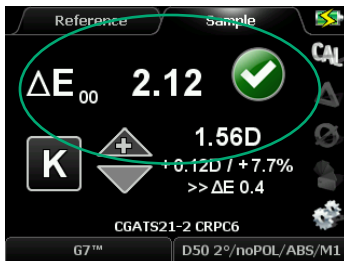 Reference Sample
CAL
ΔE00 2.12
K
1.56D
+0.12D / +7.7%
>> ΔE 0.4
CGATS21-2 CRPC6
G7™ D50 2°/noPOL/ABS/M1